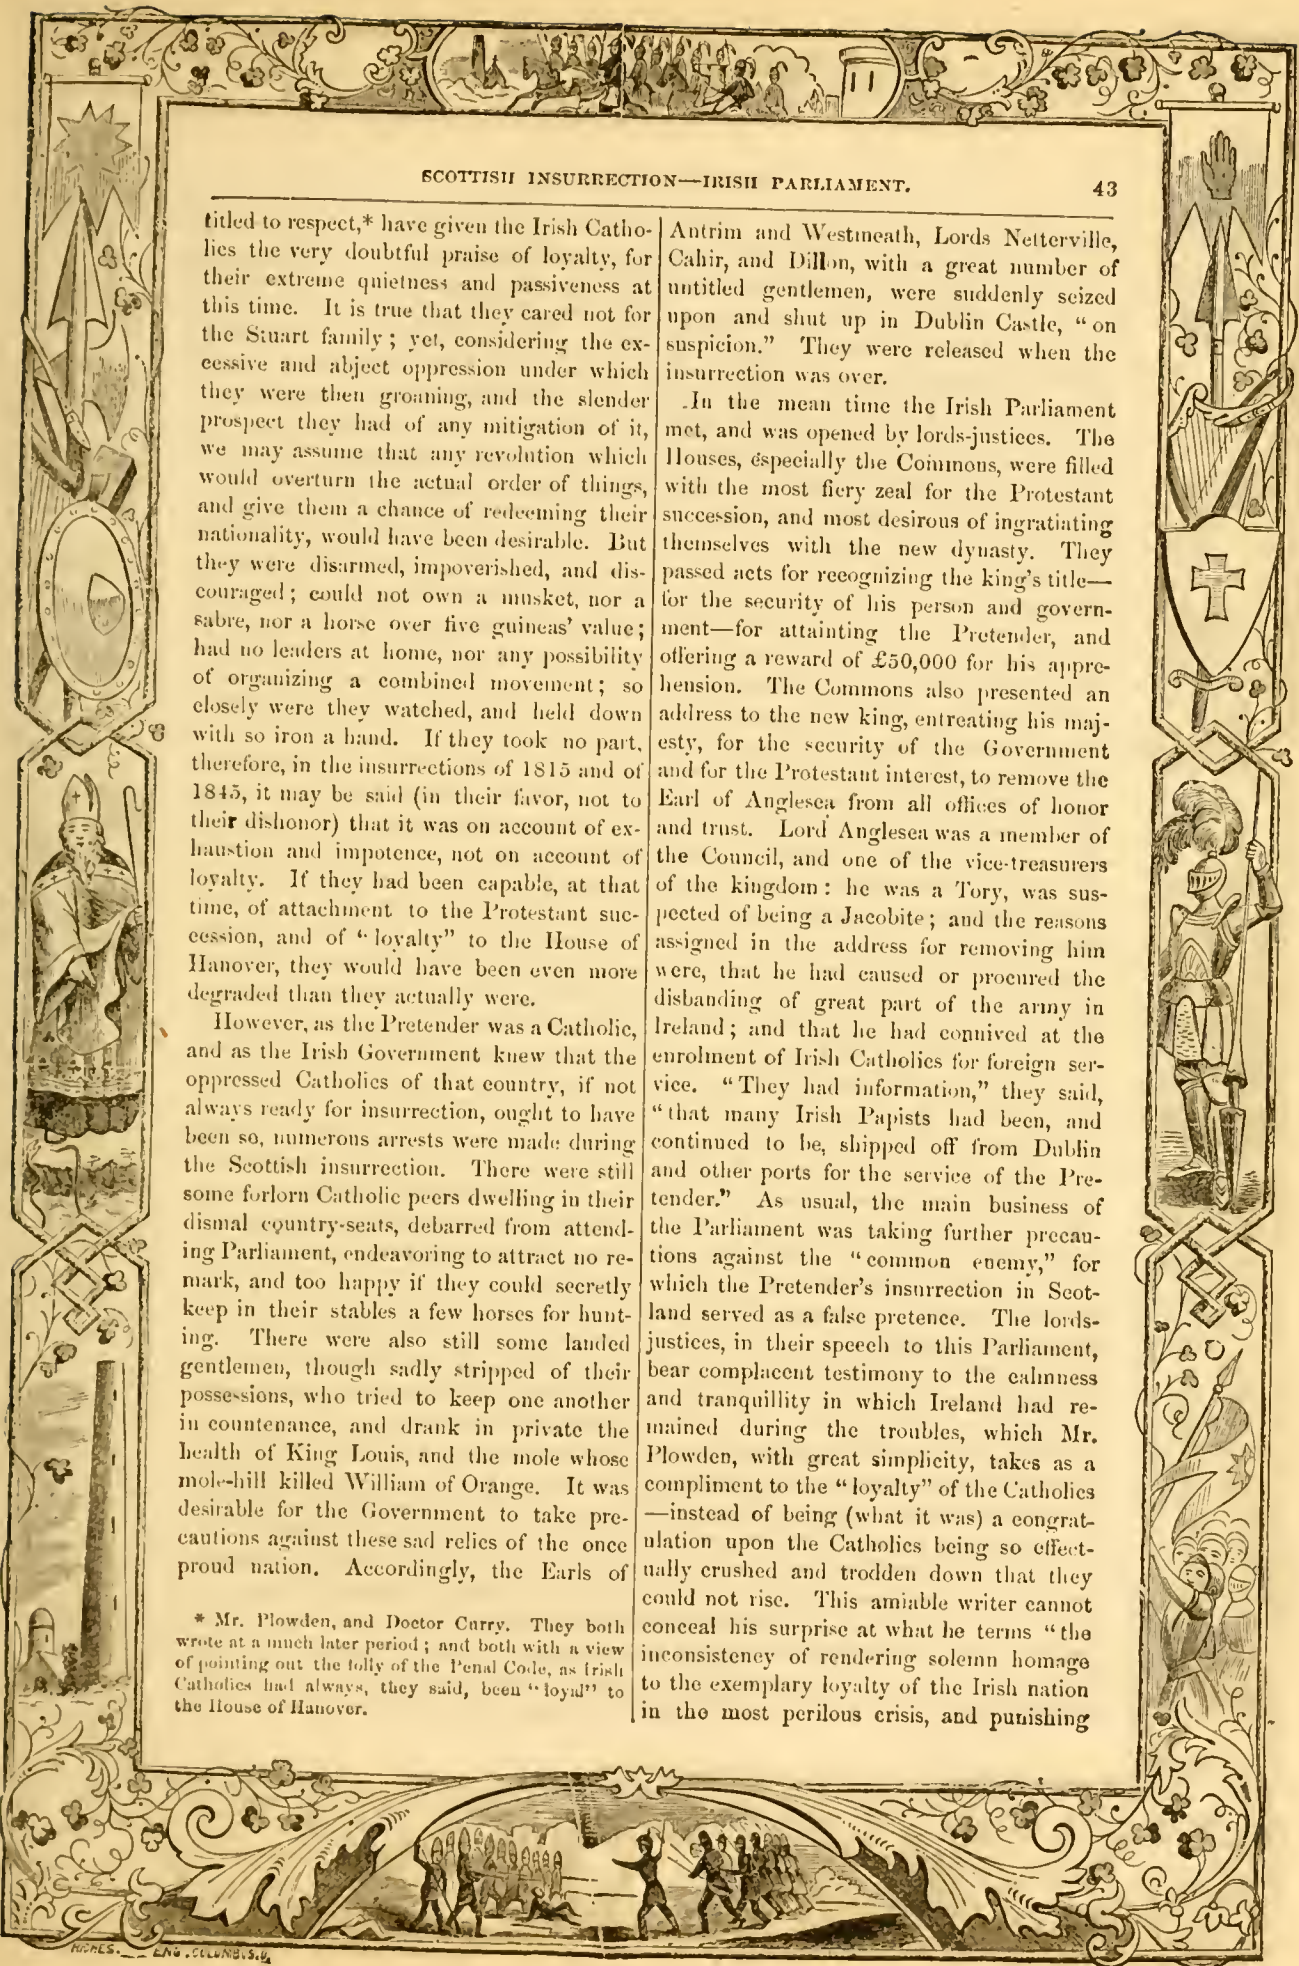 SCOTTISH INSURRECTION—IRISH PARLIAMENT. 43
titled to respect,* have given the Irish Catho-
lics the very doubtful praise of loyalty, for
their extreme quietness and passiveness at
this time. It is true that they cared not for
the Stuart family; yet, considering the ex-
cessive and abject oppression under which
they were then groaning, and the slender
prospect they had of any mitigation of it,
we may assume that any revolution which
would overturn the actual order of things,
and give them a chance of redeeming their
nationality, would have been desirable. But
they were disarmed, impoverished, and dis-
couraged; could not own a musket, nor a
sabre, nor a horse over five guineas' value;
had no leaders at home, nor any possibility
of organizing a combined movement; so
closely were they watched, and held down
with so iron a hand. If they took no part,
therefore, in the insurrections of 1815 and of
1845, it may be said (in their favor, not to
their dishonor) that it was on account of ex-
haustion and impotence, not on account of
loyalty. If they had been capable, at that
time, of attachment to the Protestant suc-
cession, and of "loyalty" to the House of
Hanover, they would have been even more
degraded than they actually were.
However, as the Pretender was a Catholic,
and as the Irish Government knew that the
oppressed Catholics of that country, if not
always ready for insurrection, ought to have
been so, numerous arrests were made during
the Scottish insurrection. There were still
some forlorn Catholic peers dwelling in their
dismal country-seats, debarred from attend-
ing Parliament, endeavoring to attract no re-
mark, and too happy if they could secretly
keep in their stables a few horses for hunt-
ing. There were also still some landed
gentlemen, though sadly stripped of their
possessions, who tried to keep one another
in countenance, and drank in private the
health of King Louis, and the mole whose
mole-hill killed William of Orange. It was
desirable for the Government to take pre-
cautions against these sad relics of the once
proud nation. Accordingly, the Earls of
* Mr. Plowden, and Doctor Curry. They both
wrote at a much later period; and both with a view
of pointing out the folly of the Penal Code, as Irish
Catholics had always, they said, been "loyal" to
the House of Hanover.
Antrim and Westmeath, Lords Netterville,
Cahir, and Dillon, with a great number of
untitled gentlemen, were suddenly seized
upon and shut up in Dublin Castle, "on
suspicion." They were released when the
insurrection was over.
In the mean time the Irish Parliament
met, and was opened by lords-justices. The
Houses, especially the Commons, were filled
with the most fiery zeal for the Protestant
succession, and most desirous of ingratiating
themselves with the new dynasty. They
passed acts for recognizing the king's title—
for the security of his person and govern-
ment—for attainting the Pretender, and
offering a reward of £50,000 for his appre-
hension. The Commons also presented an
address to the new king, entreating his maj-
esty, for the security of the Government
and for the Protestant interest, to remove the
Earl of Anglesea from all offices of honor
and trust. Lord Anglesea was a member of
the Council, and one of the vice-treasurers
of the kingdom: he was a Tory, was sus-
pected of being a Jacobite; and the reasons
assigned in the address for removing him
were, that he had caused or procured the
disbanding of great part of the army in
Ireland; and that he had connived at the
enrolment of Irish Catholics for foreign ser-
vice. "They had information," they said,
"that many Irish Papists had been, and
continued to be, shipped off from Dublin
and other ports for the service of the Pre-
tender." As usual, the main business of
the Parliament was taking further precau-
tions against the "common enemy," for
which the Pretender's insurrection in Scot-
land served as a false pretence. The lords-
justices, in their speech to this Parliament,
bear complacent testimony to the calmness
and tranquillity in which Ireland had re-
mained during the troubles, which Mr.
Plowden, with great simplicity, takes as a
compliment to the "loyalty" of the Catholics
—instead of being (what it was) a congrat-
ulation upon the Catholics being so effect-
ually crushed and trodden down that they
could not rise. This amiable writer cannot
conceal his surprise at what he terms "the
inconsistency of rendering solemn homage
to the exemplary loyalty of the Irish nation
in the most perilous crisis, and punishing
ENG. COLUMBUS.O.